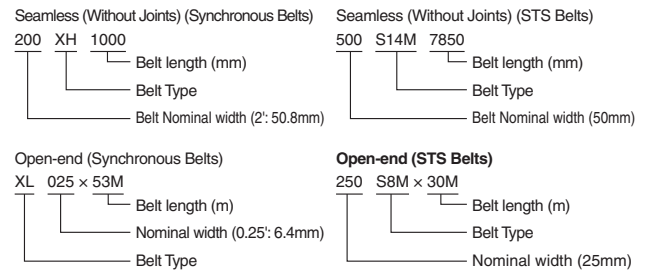 Seamless (Without Joints) (Synchronous Belts)
200 XH 1000
Belt length (mm)
Belt Type
Belt Nominal width (2': 50.8mm)
Seamless (Without Joints) (STS Belts)
500 S14M 7850
Belt length (mm)
Belt Type
Belt Nominal width (50mm)
Open-end (Synchronous Belts)
XL 025 × 53M
Belt length (m)
Nominal width (0.25': 6.4mm)
Belt Type
Open-end (STS Belts)
250 S8M × 30M
Belt length (m)
Belt Type
Nominal width (25mm)